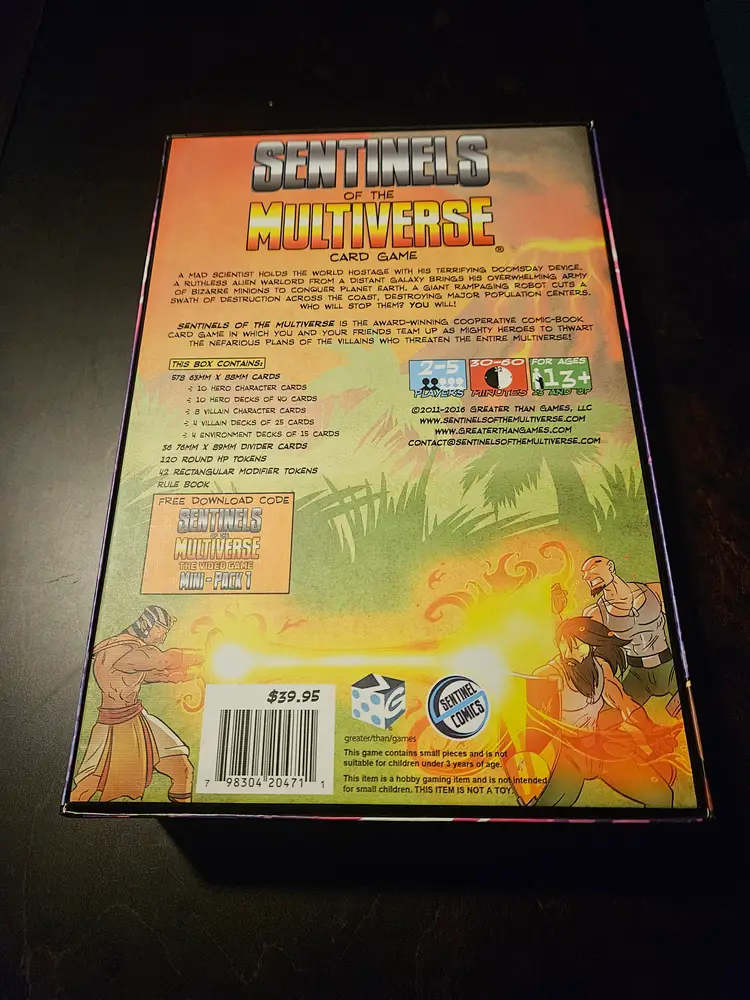 SENTINELS
OF THE
MULTIVERSE®
CARD GAME
A MAD SCIENTIST HOLDS THE WORLD HOSTAGE WITH HIS TERRIFYING DOOMSDAY DEVICE.
A RUTHLESS ALIEN WARLORD FROM A DISTANT GALAXY BRINGS HIS OVERWHELMING ARMY
OF BIZARRE MINIONS TO CONQUER PLANET EARTH. A GIANT RAMPAGING ROBOT CUTS A
SWATH OF DESTRUCTION ACROSS THE COAST, DESTROYING MAJOR POPULATION CENTERS.
WHO WILL STOP THEM? YOU WILL!
SENTINELS OF THE MULTIVERSE IS THE AWARD-WINNING COOPERATIVE COMIC-BOOK
CARD GAME IN WHICH YOU AND YOUR FRIENDS TEAM UP AS MIGHTY HEROES TO THWART
THE NEFARIOUS PLANS OF THE VILLAINS WHO THREATEN THE ENTIRE MULTIVERSE!
THIS BOX CONTAINS:
578 63MM X 88MM CARDS
÷ 10 HERO CHARACTER CARDS
÷ 10 HERO DECKS OF 40 CARDS
÷ 8 VILLAIN CHARACTER CARDS
÷ 4 VILLAIN DECKS OF 25 CARDS
÷ 4 ENVIRONMENT DECKS OF 15 CARDS
36 76MM X 89MM DIVIDER CARDS
120 ROUND HP TOKENS
42 RECTANGULAR MODIFIER TOKENS
RULE BOOK
2-5
PLAYERS
30-60
MINUTES
FOR AGES
13+
13 AND UP
©2011-2016 GREATER THAN GAMES, LLC
WWW.SENTINELSOFTHEMULTIVERSE.COM
WWW.GREATERTHANGAMES.COM
CONTACT@SENTINELSOFTHEMULTIVERSE.COM
FREE DOWNLOAD CODE
SENTINELS
OF THE
MULTIVERSE
THE VIDEO GAME
MINI-PACK 1
$39.95
7 98304 20471 1
greater/than/games
SENTINEL
COMICS
This game contains small pieces and is not
suitable for children under 3 years of age.
This item is a hobby gaming item and is not intended
for small children. THIS ITEM IS NOT A TOY.